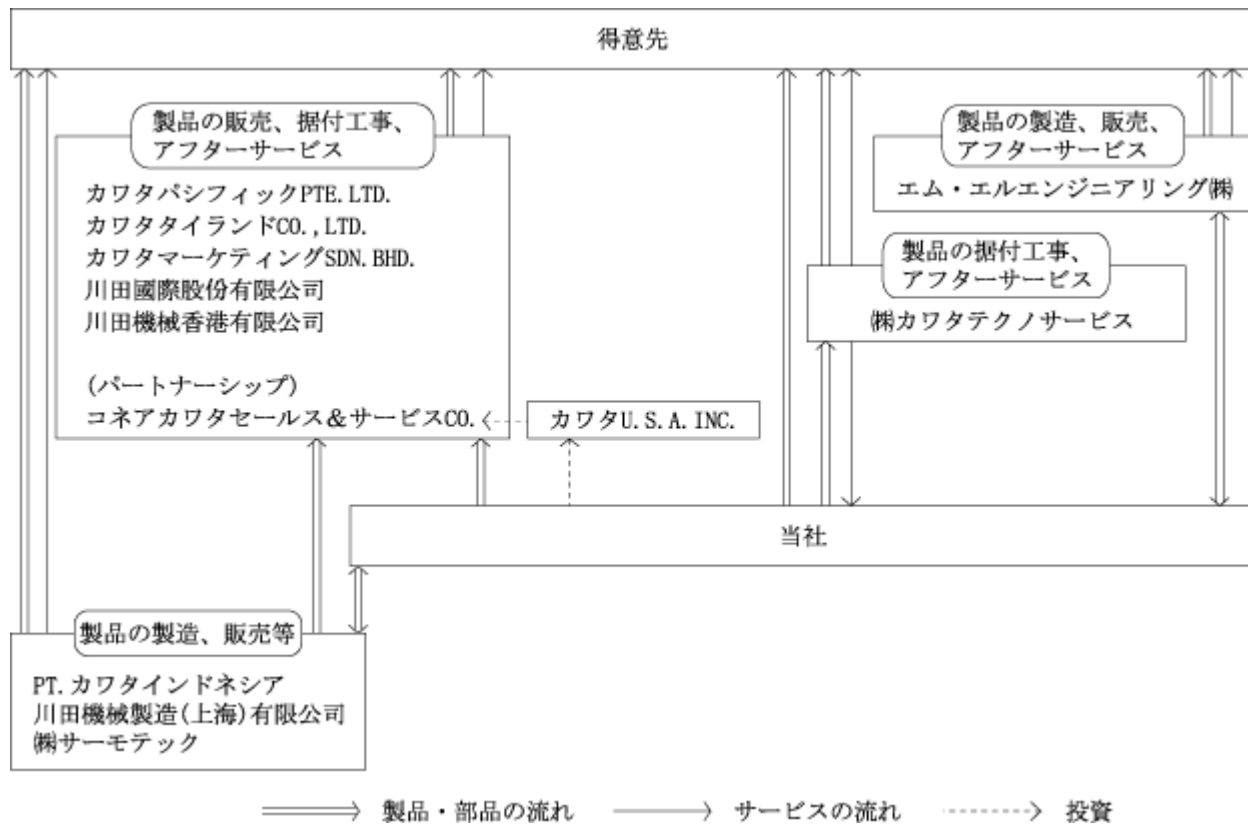 得意先
製品の販売、据付工事、
アフターサービス
カワタパシフィックPTE.LTD.
カワタタイランドCO.,LTD.
カワタマーケティングSDN.BHD.
川田國際股份有限公司
川田機械香港有限公司
(パートナーシップ)
コネアカワタセールス＆サービスCO.
カワタU.S.A.INC.
製品の製造、販売、
アフターサービス
エム・エルエンジニアリング㈱
製品の据付工事、
アフターサービス
㈱カワタテクノサービス
当社
製品の製造、販売等
PT.カワタインドネシア
川田機械製造(上海)有限公司
㈱サーモテック
製品・部品の流れ
サービスの流れ
投資